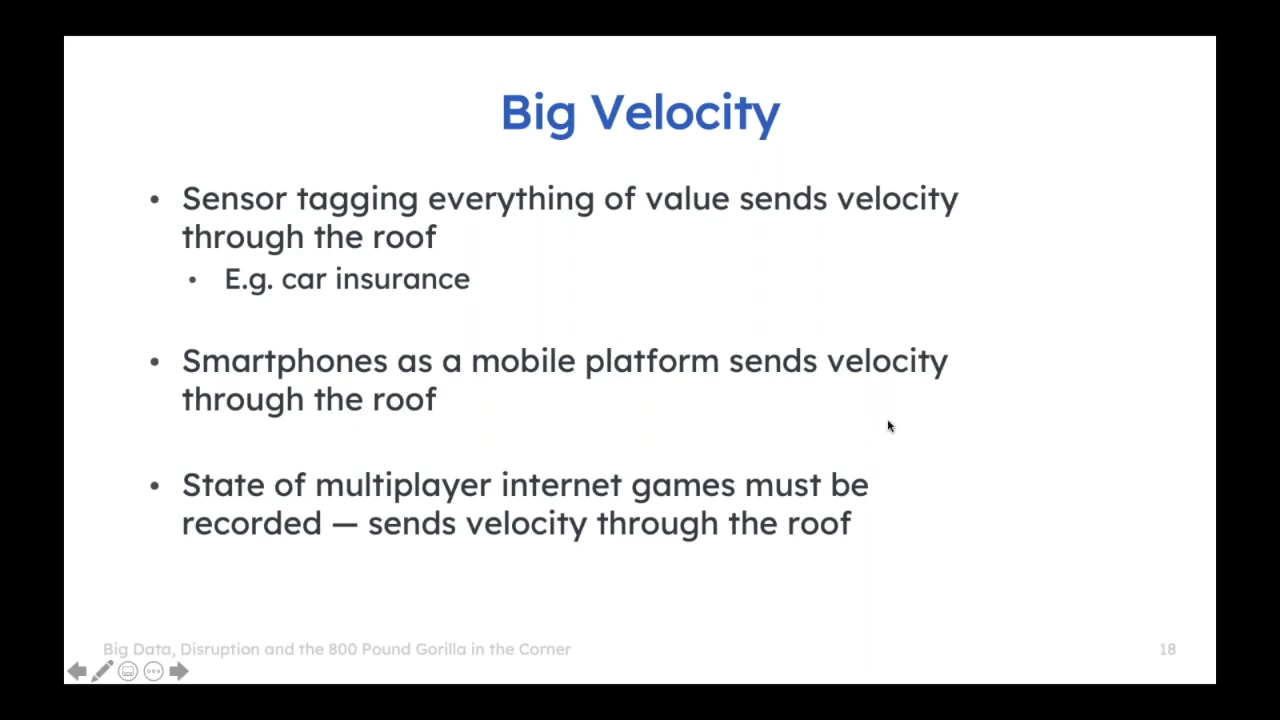 Big Velocity
• Sensor tagging everything of value sends velocity
through the roof
• E.g. car insurance
• Smartphones as a mobile platform sends velocity
through the roof
• State of multiplayer internet games must be
recorded — sends velocity through the roof
Big Data, Disruption and the 800 Pound Gorilla in the Corner
18